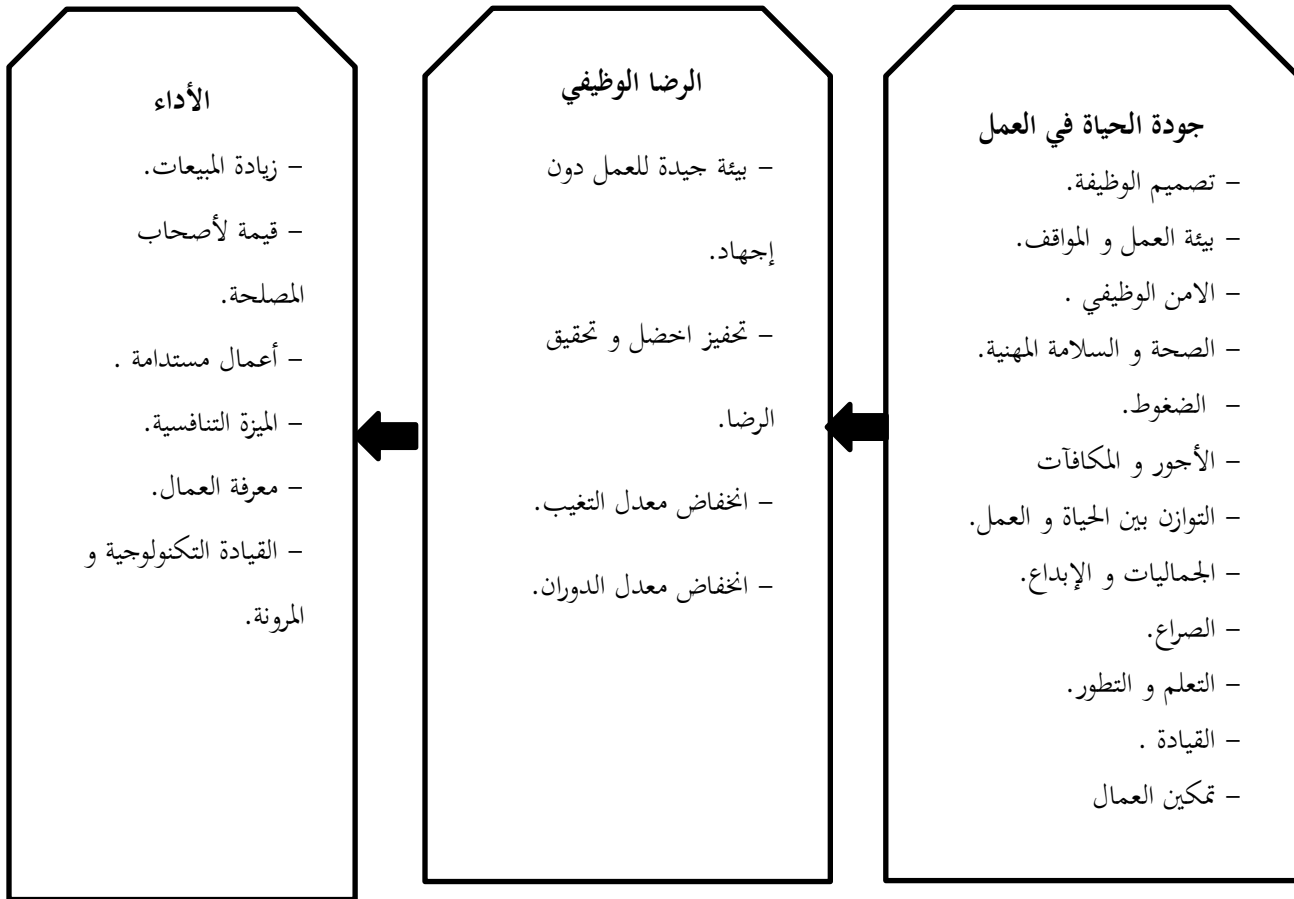 جودة الحياة في العمل
– تصميم الوظيفة.
– بيئة العمل و المواقف.
– الامن الوظيفي .
– الصحة و السلامة المهنية.
– الضغوط.
– الأجور و المكافآت
– التوازن بين الحياة و العمل.
– الجماليات و الإبداع.
– الصراع.
– التعلم و التطور.
– القيادة .
– تمكين العمال
الرضا الوظيفي
– بيئة جيدة للعمل دون
إجهاد.
– تحفيز اخضل و تحقيق
الرضا.
– انخفاض معدل التغيب.
– انخفاض معدل الدوران.
الأداء
– زيادة المبيعات.
– قيمة لأصحاب
المصلحة.
– أعمال مستدامة .
– الميزة التنافسية.
– معرفة العمال.
– القيادة التكنولوجية و
المرونة.